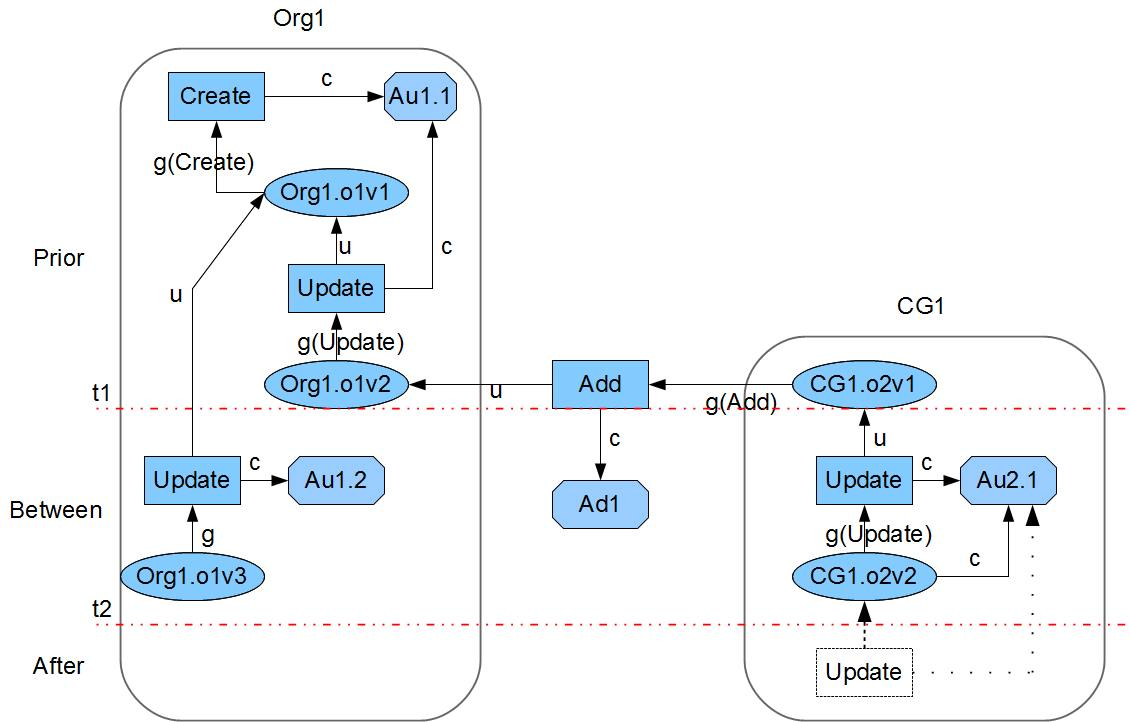 Org1
Create
c
Au1.1
g(Create)
Org1.o1v1
Prior
u
c
u
Update
CG1
g(Update)
t1
Org1.o1v2
u
Add
g(Add)
CG1.o2v1
c
u
Update
c
Au1.2
Update
c
Au2.1
Between
Ad1
g
g(Update)
c
Org1.o1v3
CG1.o2v2
t2
After
Update